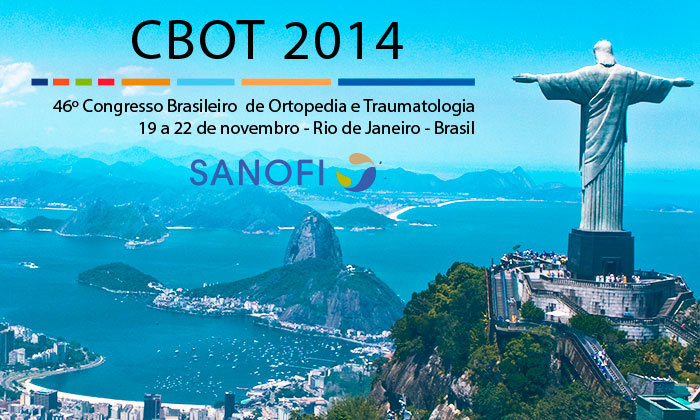 CBOT 2014
46º Congresso Brasileiro de Ortopedia e Traumatologia
19 a 22 de novembro - Rio de Janeiro - Brasil
SANOFI